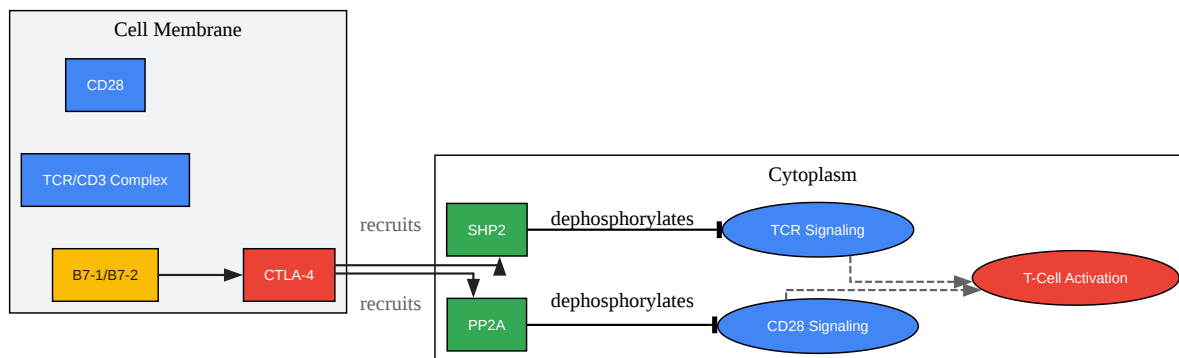 Cell Membrane
CD28
TCR/CD3 Complex
B7-1/B7-2
CTLA-4
recruits
recruits
Cytoplasm
SHP2
dephosphorylates
TCR Signaling
PP2A
dephosphorylates
CD28 Signaling
T-Cell Activation